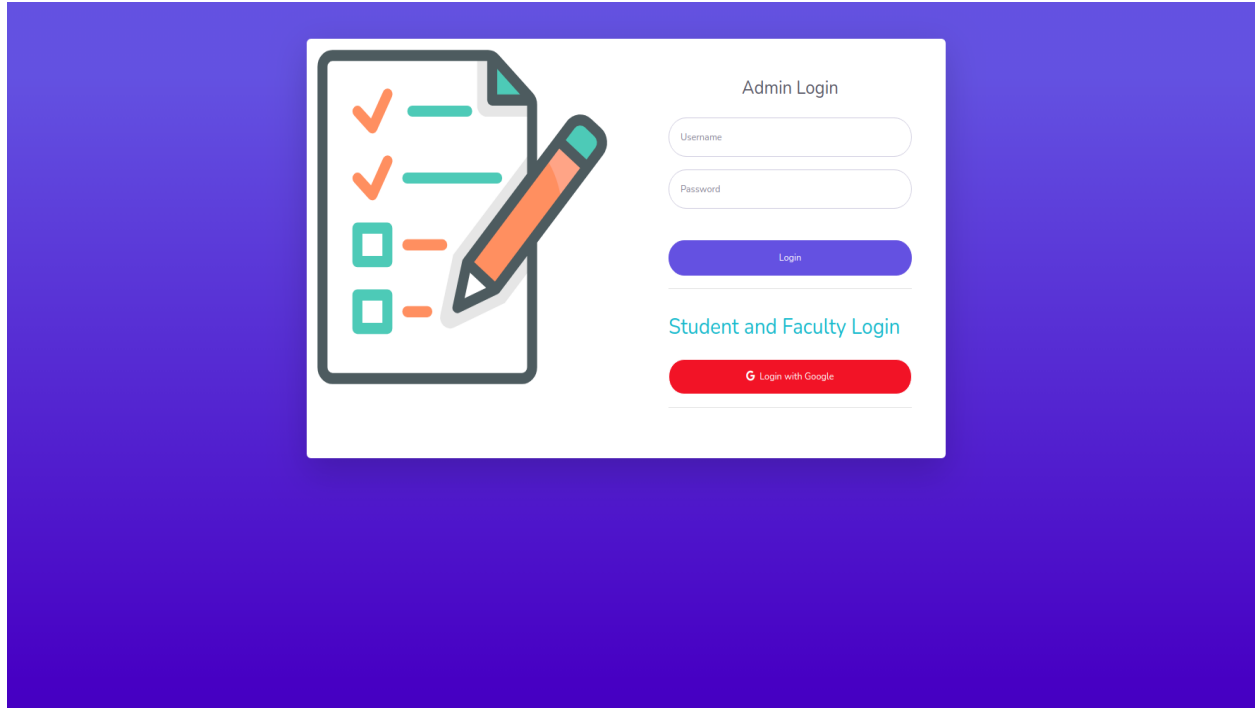 Admin Login
Username
Password
Login
Student and Faculty Login
G Login with Google